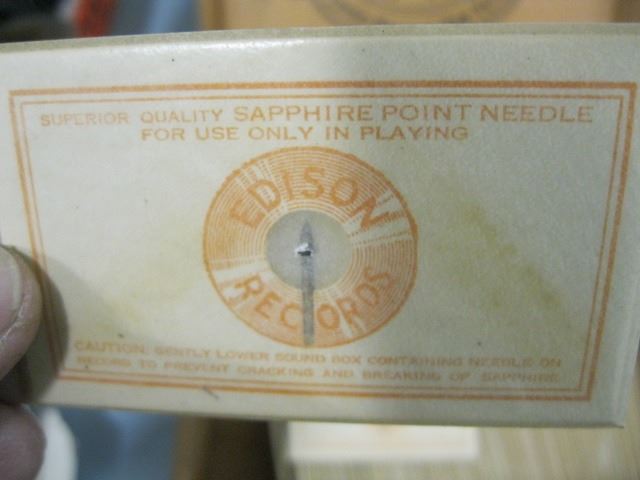 SUPERIOR QUALITY SAPPHIRE POINT NEEDLE
FOR USE ONLY IN PLAYING
EDISON
RECORDS
CAUTION: GENTLY LOWER SOUND BOX CONTAINING NEEDLE ON
RECORD TO PREVENT CRACKING AND BREAKING OF SAPPHIRE